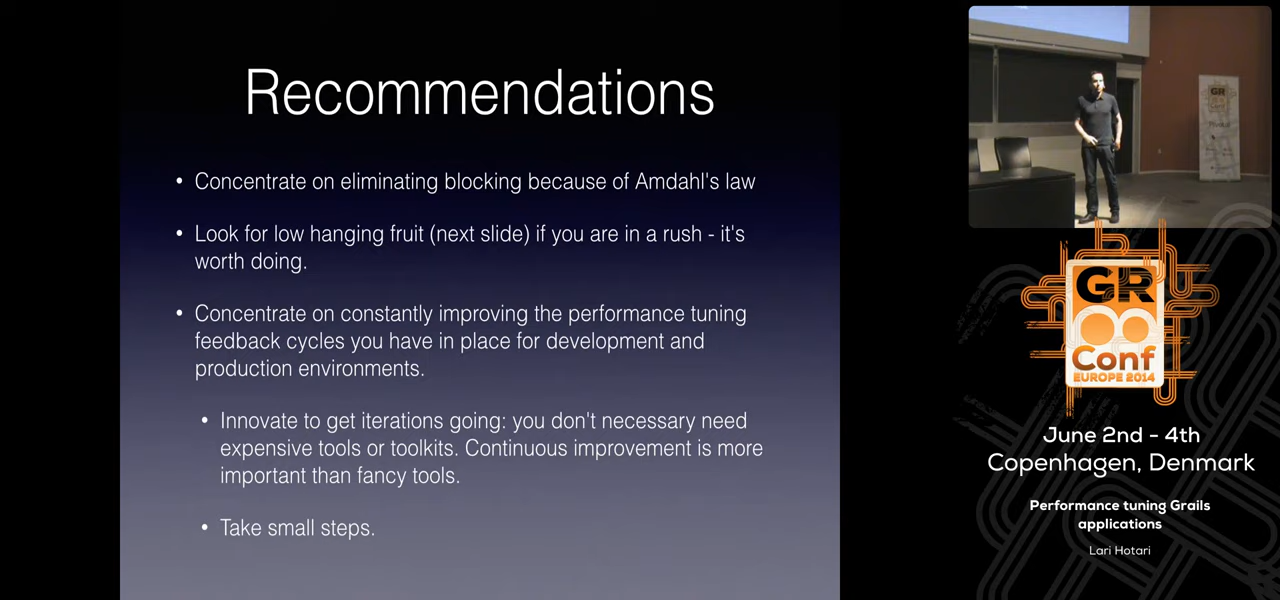 Recommendations
• Concentrate on eliminating blocking because of Amdahl's law
• Look for low hanging fruit (next slide) if you are in a rush - it's
worth doing.
• Concentrate on constantly improving the performance tuning
feedback cycles you have in place for development and
production environments.
• Innovate to get iterations going: you don't necessary need
expensive tools or toolkits. Continuous improvement is more
important than fancy tools.
• Take small steps.
GR
Conf
EUROPE 2014
June 2nd - 4th
Copenhagen, Denmark
Performance tuning Grails
applications
Lari Hotari